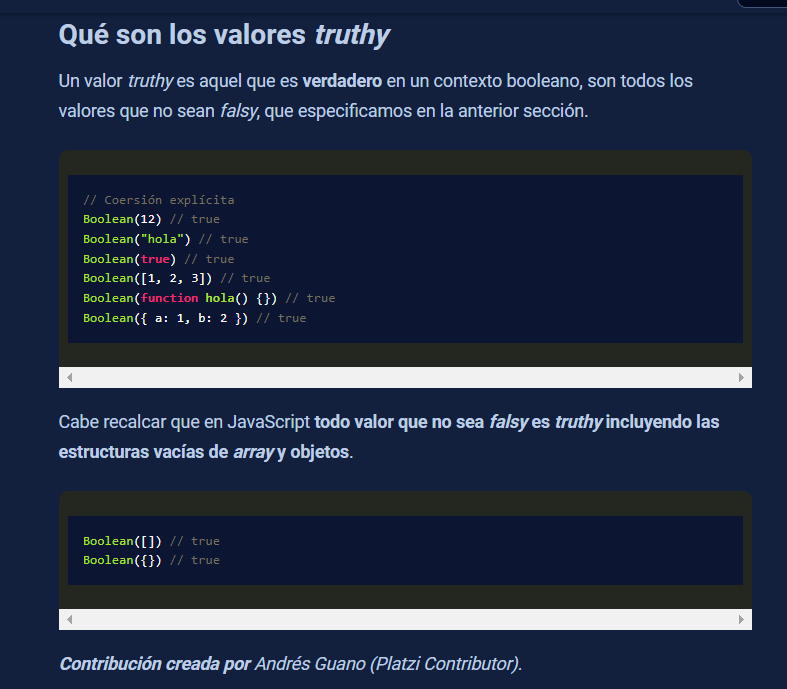 Qué son los valores truthy
Un valor truthy es aquel que es verdadero en un contexto booleano, son todos los
valores que no sean falsy, que especificamos en la anterior sección.
// Coersión explícita
Boolean(12) // true
Boolean("hola") // true
Boolean(true) // true
Boolean([1, 2, 3]) // true
Boolean(function hola() {}) // true
Boolean({ a: 1, b: 2 }) // true
Cabe recalcar que en JavaScript todo valor que no sea falsy es truthy incluyendo las
estructuras vacías de array y objetos.
Boolean([]) // true
Boolean({}) // true
Contribución creada por Andrés Guano (Platzi Contributor).